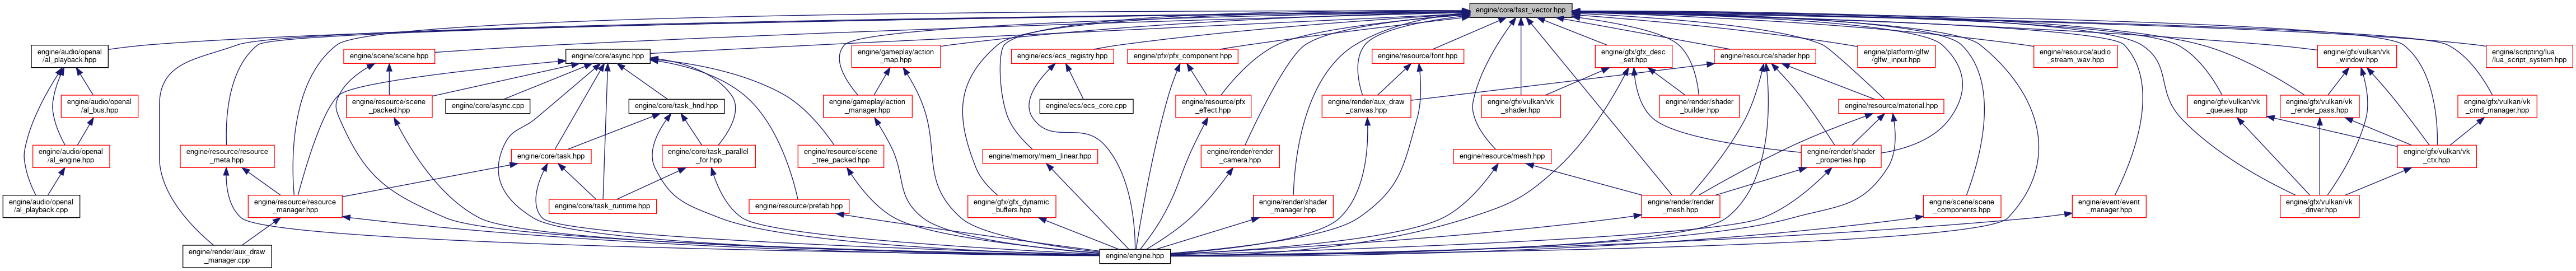 engine/core/fast_vector.hpp
engine/audio/openal
/al_playback.hpp
engine/scene/scene.hpp
engine/core/async.hpp
engine/gameplay/action
_map.hpp
engine/ecs/ecs_registry.hpp
engine/pfx/pfx_component.hpp
engine/resource/font.hpp
engine/gfx/gfx_desc
_set.hpp
engine/resource/shader.hpp
engine/platform/glfw
/glfw_input.hpp
engine/resource/audio
_stream_wav.hpp
engine/gfx/vulkan/vk
_window.hpp
engine/scripting/lua
/lua_script_system.hpp
engine/audio/openal
/al_bus.hpp
engine/resource/scene
_packed.hpp
engine/core/async.cpp
engine/core/task_hnd.hpp
engine/gameplay/action
_manager.hpp
engine/ecs/ecs_core.cpp
engine/resource/pfx
_effect.hpp
engine/render/aux_draw
_canvas.hpp
engine/gfx/vulkan/vk
_shader.hpp
engine/render/shader
_builder.hpp
engine/resource/material.hpp
engine/gfx/vulkan/vk
_queues.hpp
engine/gfx/vulkan/vk
_render_pass.hpp
engine/gfx/vulkan/vk
_cmd_manager.hpp
engine/audio/openal
/al_engine.hpp
engine/resource/resource
_meta.hpp
engine/core/task.hpp
engine/core/task_parallel
_for.hpp
engine/resource/scene
_tree_packed.hpp
engine/memory/mem_linear.hpp
engine/render/render
_camera.hpp
engine/resource/mesh.hpp
engine/render/shader
_properties.hpp
engine/gfx/vulkan/vk
_ctx.hpp
engine/audio/openal
/al_playback.cpp
engine/resource/resource
_manager.hpp
engine/core/task_runtime.hpp
engine/resource/prefab.hpp
engine/gfx/gfx_dynamic
_buffers.hpp
engine/render/shader
_manager.hpp
engine/render/render
_mesh.hpp
engine/scene/scene
_components.hpp
engine/event/event
_manager.hpp
engine/gfx/vulkan/vk
_driver.hpp
engine/render/aux_draw
_manager.cpp
engine/engine.hpp